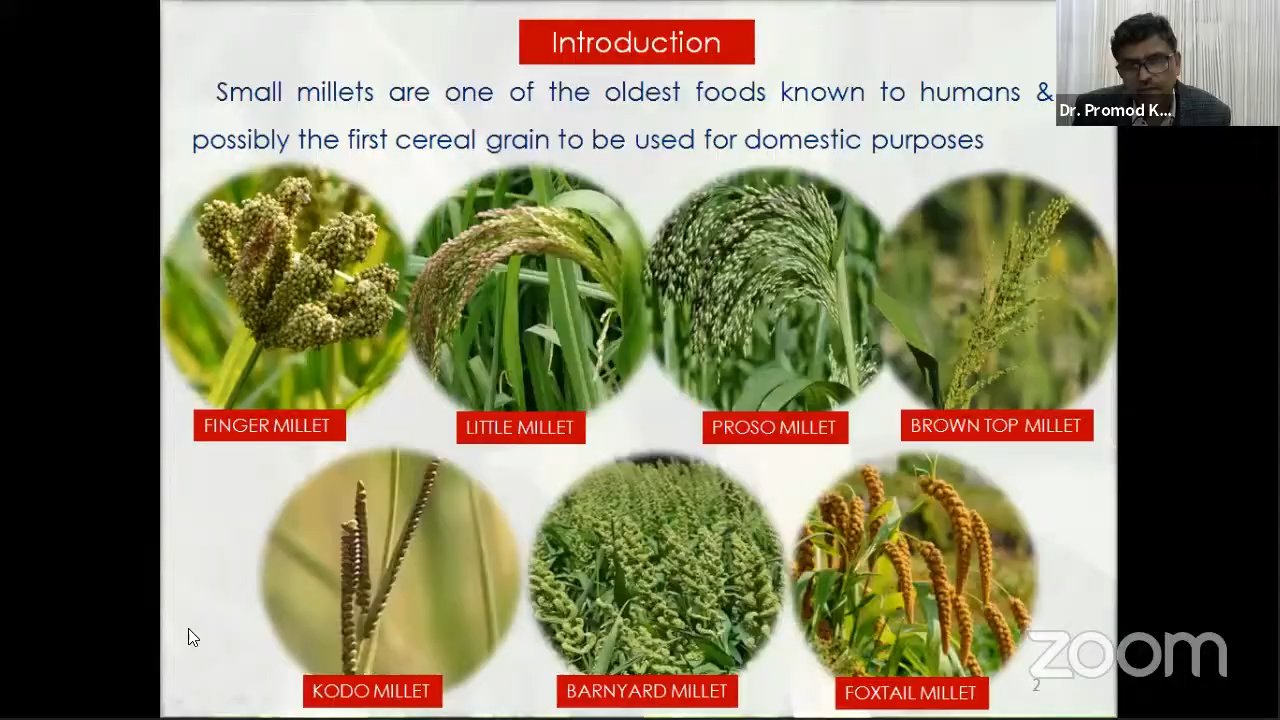 Introduction
Small millets are one of the oldest foods known to humans &
possibly the first cereal grain to be used for domestic purposes
Dr. Promod K...
FINGER MILLET
LITTLE MILLET
PROSO MILLET
BROWN TOP MILLET
KODO MILLET
BARNYARD MILLET
FOXTAIL MILLET
2
zoom